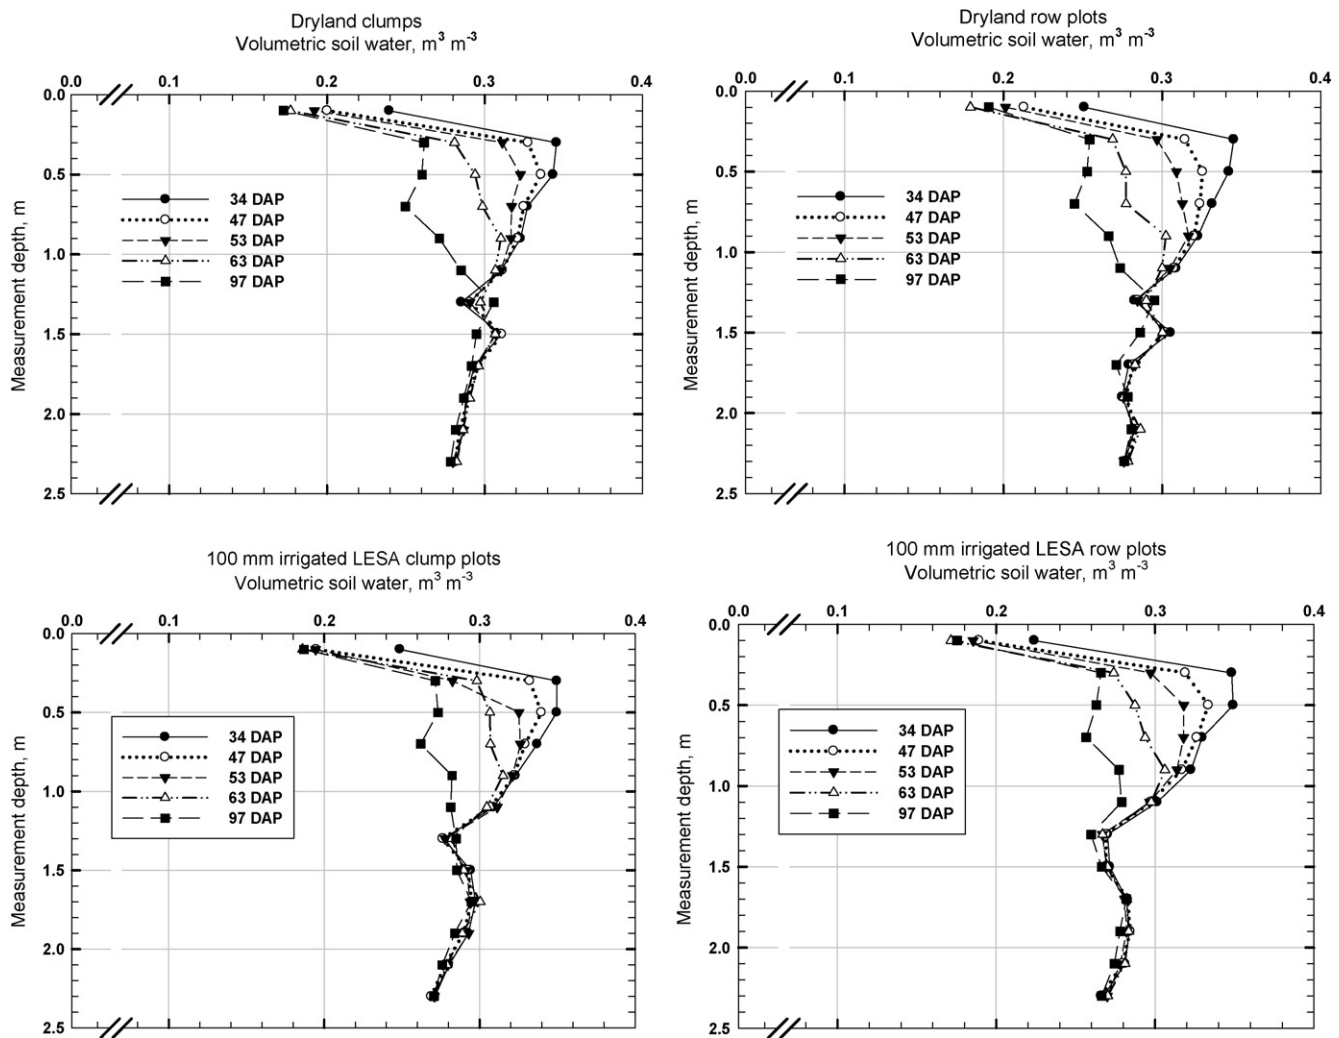 Dryland clumps
Volumetric soil water, m³ m⁻³
0.0 0.1 0.2 0.3 0.4
0.0
0.5
1.0
1.5
2.0
2.5
Measurement depth, m
34 DAP
47 DAP
53 DAP
63 DAP
97 DAP
Dryland row plots
Volumetric soil water, m³ m⁻³
0.0 0.1 0.2 0.3 0.4
0.0
0.5
1.0
1.5
2.0
2.5
Measurement depth, m
34 DAP
47 DAP
53 DAP
63 DAP
97 DAP
100 mm irrigated LESA clump plots
Volumetric soil water, m³ m⁻³
0.0 0.1 0.2 0.3 0.4
0.0
0.5
1.0
1.5
2.0
2.5
Measurement depth, m
34 DAP
47 DAP
53 DAP
63 DAP
97 DAP
100 mm irrigated LESA row plots
Volumetric soil water, m³ m⁻³
0.0 0.1 0.2 0.3 0.4
0.0
0.5
1.0
1.5
2.0
2.5
Measurement depth, m
34 DAP
47 DAP
53 DAP
63 DAP
97 DAP